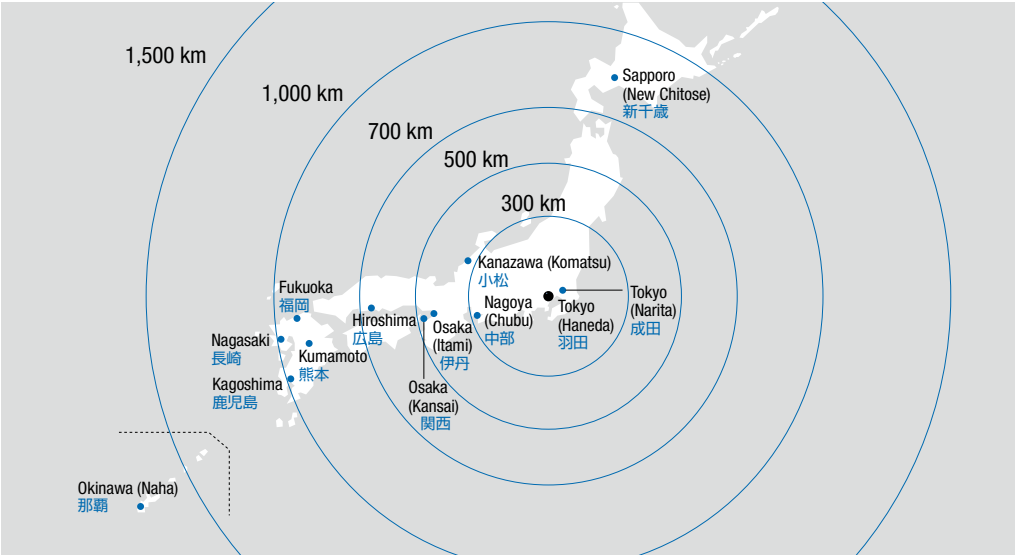 1,500 km
1,000 km
700 km
500 km
300 km
Sapporo
(New Chitose)
新千歳
Kanazawa (Komatsu)
小松
Fukuoka
福岡
Nagasaki
長崎
Kumamoto
熊本
Kagoshima
鹿児島
Hiroshima
広島
Osaka
(Itami)
伊丹
Osaka
(Kansai)
関西
Nagoya
(Chubu)
中部
Tokyo
(Haneda)
羽田
Tokyo
(Narita)
成田
Okinawa (Naha)
那覇